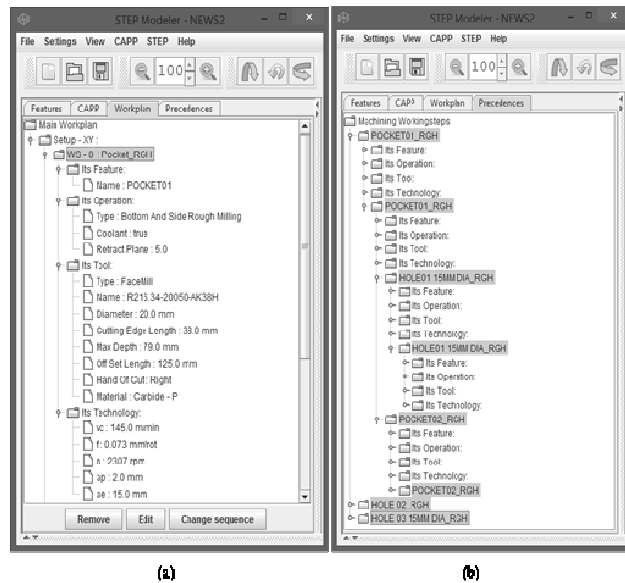 STEP Modeler - NEWS2
File Settings View CAPP STEP Help
100
Features CAPP Workplan Precedences
Main Workplan
Setup - XY :
WS - 0 : Pocket_RGH
Its Feature:
Name : POCKET01
Its Operation:
Type : Bottom And Side Rough Milling
Coolant : true
Retract Plane : 5.0
Its Tool:
Type : FaceMill
Name : R215.34-20050-AK38H
Diameter : 20.0 mm
Cutting Edge Length : 38.0 mm
Max Depth : 79.0 mm
Off Set Length : 125.0 mm
Hand Of Cut : Right
Material : Carbide - P
Its Technology:
vc : 145.0 m/min
f : 0.073 mm/rot
n : 2307 rpm
ap : 2.0 mm
ae : 15.0 mm
Remove Edit Change sequence
(a)
STEP Modeler - NEWS2
File Settings View CAPP STEP Help
100
Features CAPP Workplan Precedences
Machining Workingsteps
POCKET01_RGH
Its Feature:
Its Operation:
Its Tool:
Its Technology:
POCKET01_RGH
Its Feature:
Its Operation:
Its Tool:
Its Technology:
HOLE01 15MM DIA_RGH
Its Feature:
Its Operation:
Its Tool:
Its Technology:
HOLE01 15MM DIA_RGH
Its Feature:
Its Operation:
Its Tool:
Its Technology:
POCKET02_RGH
Its Feature:
Its Operation:
Its Tool:
Its Technology:
POCKET02_RGH
HOLE 02_RGH
HOLE 03 15MM DIA_RGH
(b)